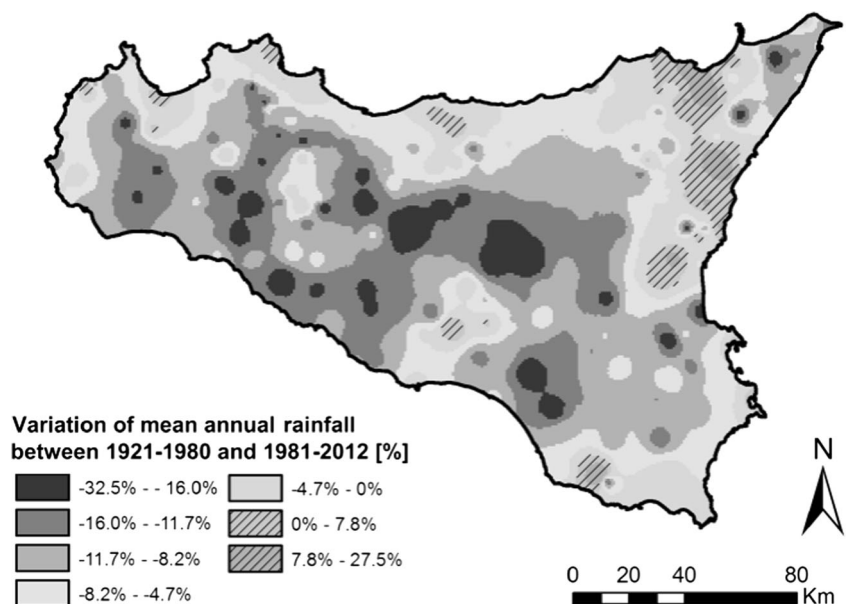 Variation of mean annual rainfall
between 1921-1980 and 1981-2012 [%]
-32.5% - - 16.0%
-16.0% - -11.7%
-11.7% - -8.2%
-8.2% - -4.7%
-4.7% - 0%
0% - 7.8%
7.8% - 27.5%
N
0 20 40 80
Km